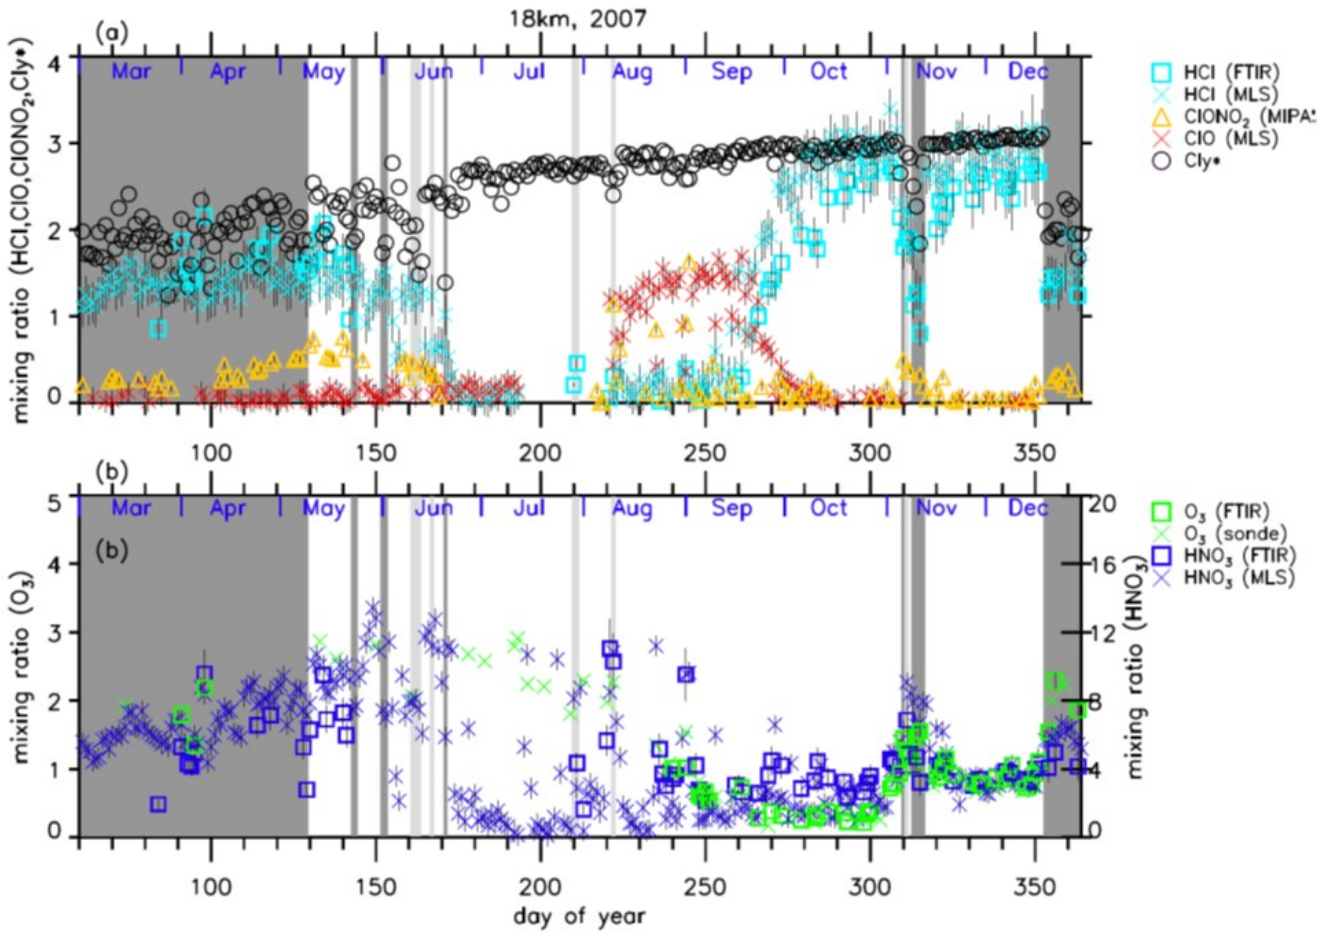 18km, 2007
(a)
mixing ratio (HCl,ClO,ClONO₂,Cly*)
4
3
2
1
0
Mar Apr May Jun Jul Aug Sep Oct Nov Dec
HCl (FTIR)
HCl (MLS)
ClONO₂ (MIPA*
ClO (MLS)
Cly*
100 150 200 250 300 350
(b)
(b)
mixing ratio (O₃)
5
4
3
2
1
0
Mar Apr May Jun Jul Aug Sep Oct Nov Dec
20
16
12
8
4
0
mixing ratio (HNO₃)
O₃ (FTIR)
O₃ (sonde)
HNO₃ (FTIR)
HNO₃ (MLS)
100 150 200 250 300 350
day of year